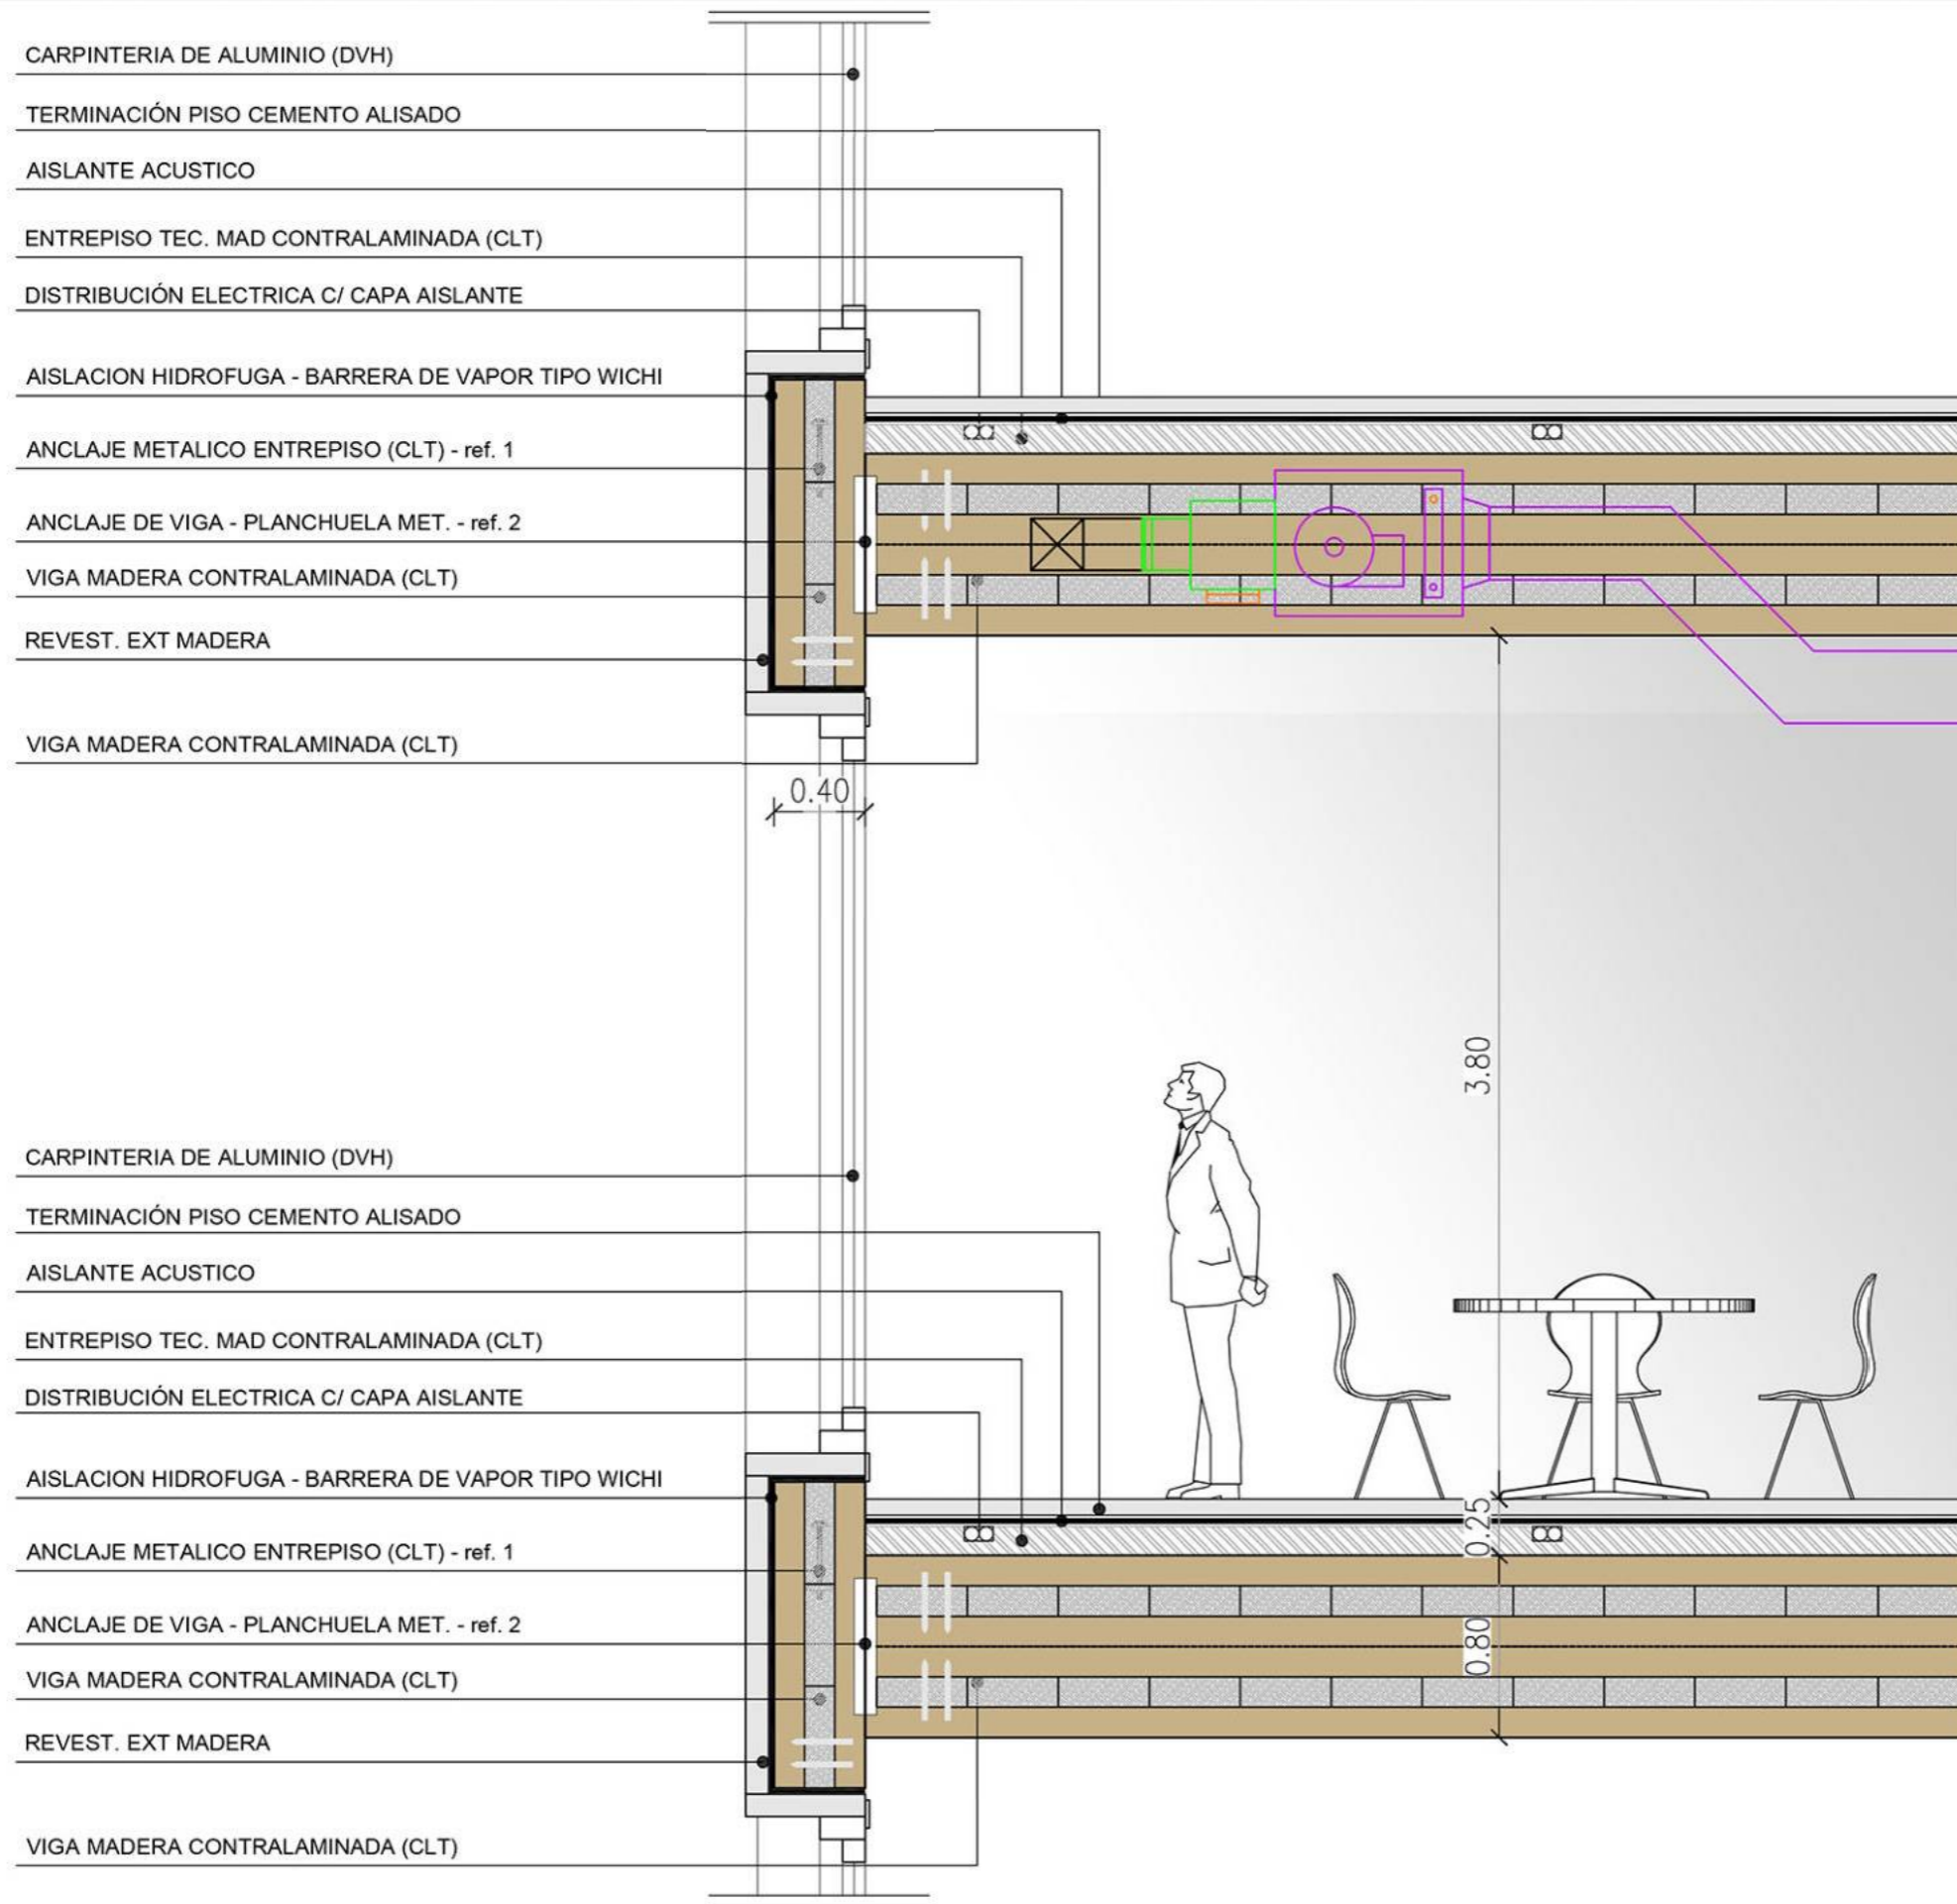 CARPINTERIA DE ALUMINIO (DVH)
TERMINACIÓN PISO CEMENTO ALISADO
AISLANTE ACUSTICO
ENTREPISO TEC. MAD CONTRALAMINADA (CLT)
DISTRIBUCIÓN ELECTRICA C/ CAPA AISLANTE
AISLACION HIDROFUGA - BARRERA DE VAPOR TIPO WICHI
ANCLAJE METALICO ENTREPISO (CLT) - ref. 1
ANCLAJE DE VIGA - PLANCHUELA MET. - ref. 2
VIGA MADERA CONTRALAMINADA (CLT)
REVEST. EXT MADERA
VIGA MADERA CONTRALAMINADA (CLT)
0.40
3.80
CARPINTERIA DE ALUMINIO (DVH)
TERMINACIÓN PISO CEMENTO ALISADO
AISLANTE ACUSTICO
ENTREPISO TEC. MAD CONTRALAMINADA (CLT)
DISTRIBUCIÓN ELECTRICA C/ CAPA AISLANTE
AISLACION HIDROFUGA - BARRERA DE VAPOR TIPO WICHI
0.25
ANCLAJE METALICO ENTREPISO (CLT) - ref. 1
ANCLAJE DE VIGA - PLANCHUELA MET. - ref. 2
0.80
VIGA MADERA CONTRALAMINADA (CLT)
REVEST. EXT MADERA
VIGA MADERA CONTRALAMINADA (CLT)